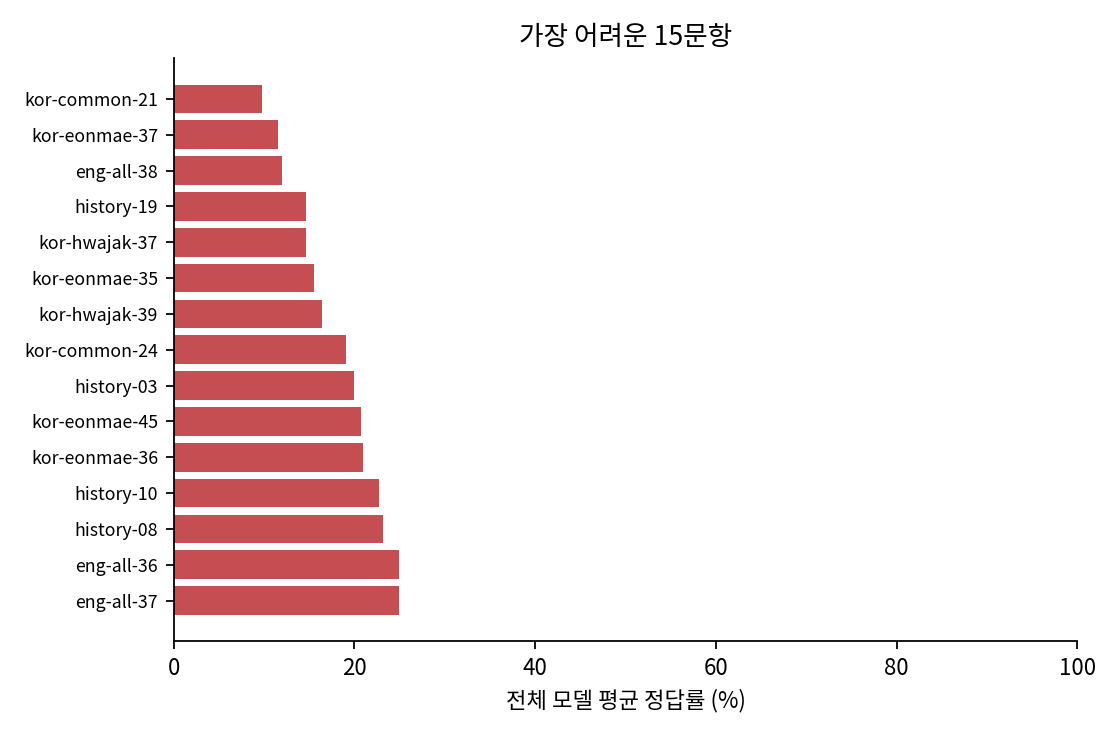 가장 어려운 15문항
kor-common-21
kor-eonmae-37
eng-all-38
history-19
kor-hwajak-37
kor-eonmae-35
kor-hwajak-39
kor-common-24
history-03
kor-eonmae-45
kor-eonmae-36
history-10
history-08
eng-all-36
eng-all-37
0 20 40 60 80 100
전체 모델 평균 정답률 (%)